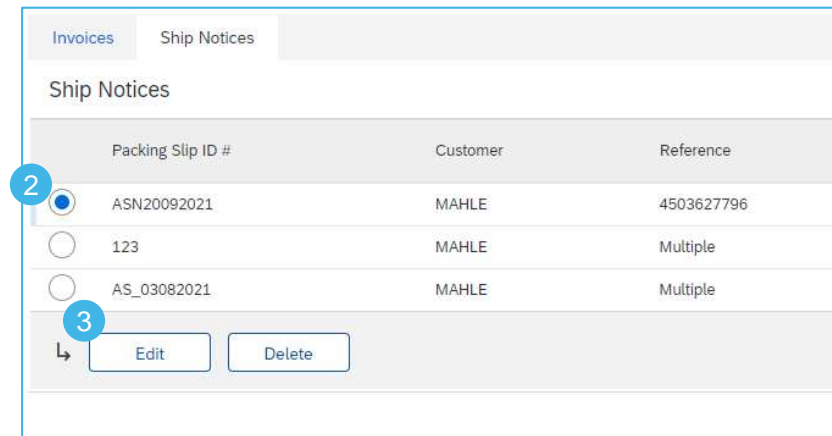 Invoices Ship Notices
Ship Notices
Packing Slip ID # Customer Reference
2
ASN20092021 MAHLE 4503627796
123 MAHLE Multiple
AS_03082021 MAHLE Multiple
3
Edit Delete